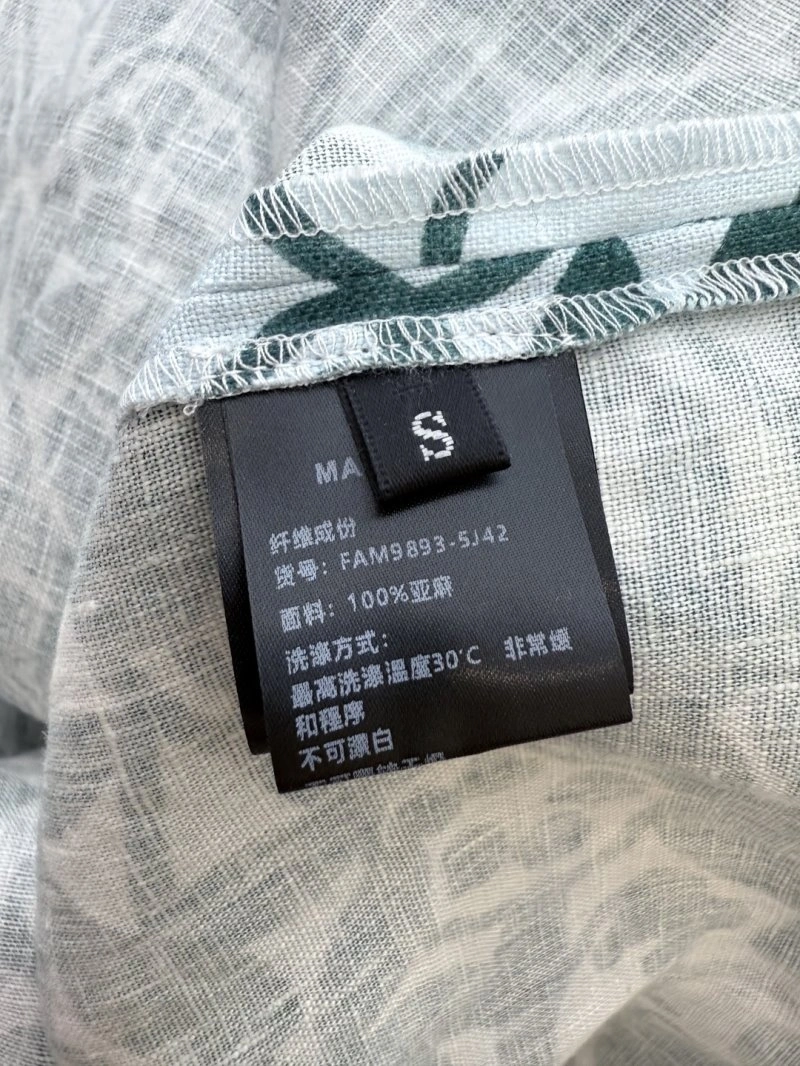 S
MA
纤维成份
货号: FAM9893-5J42
面料: 100%亚麻
洗涤方式:
最高洗涤温度30°C 非常缓
和程序
不可漂白